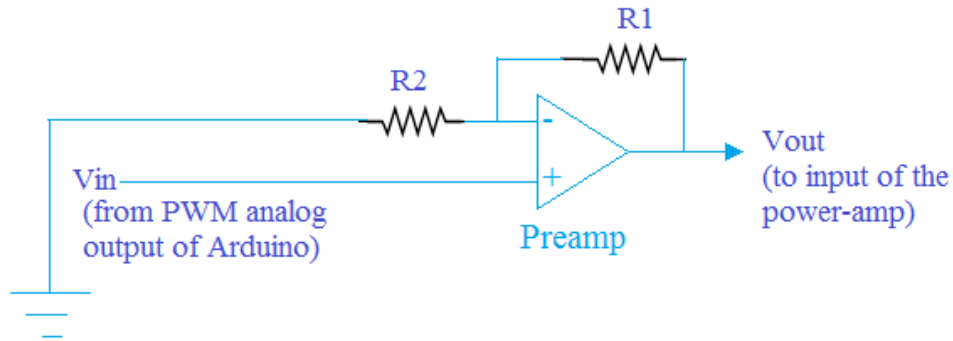 R1
R2
-
Vin
(from PWM analog
output of Arduino)
+
Preamp
Vout
(to input of the
power-amp)